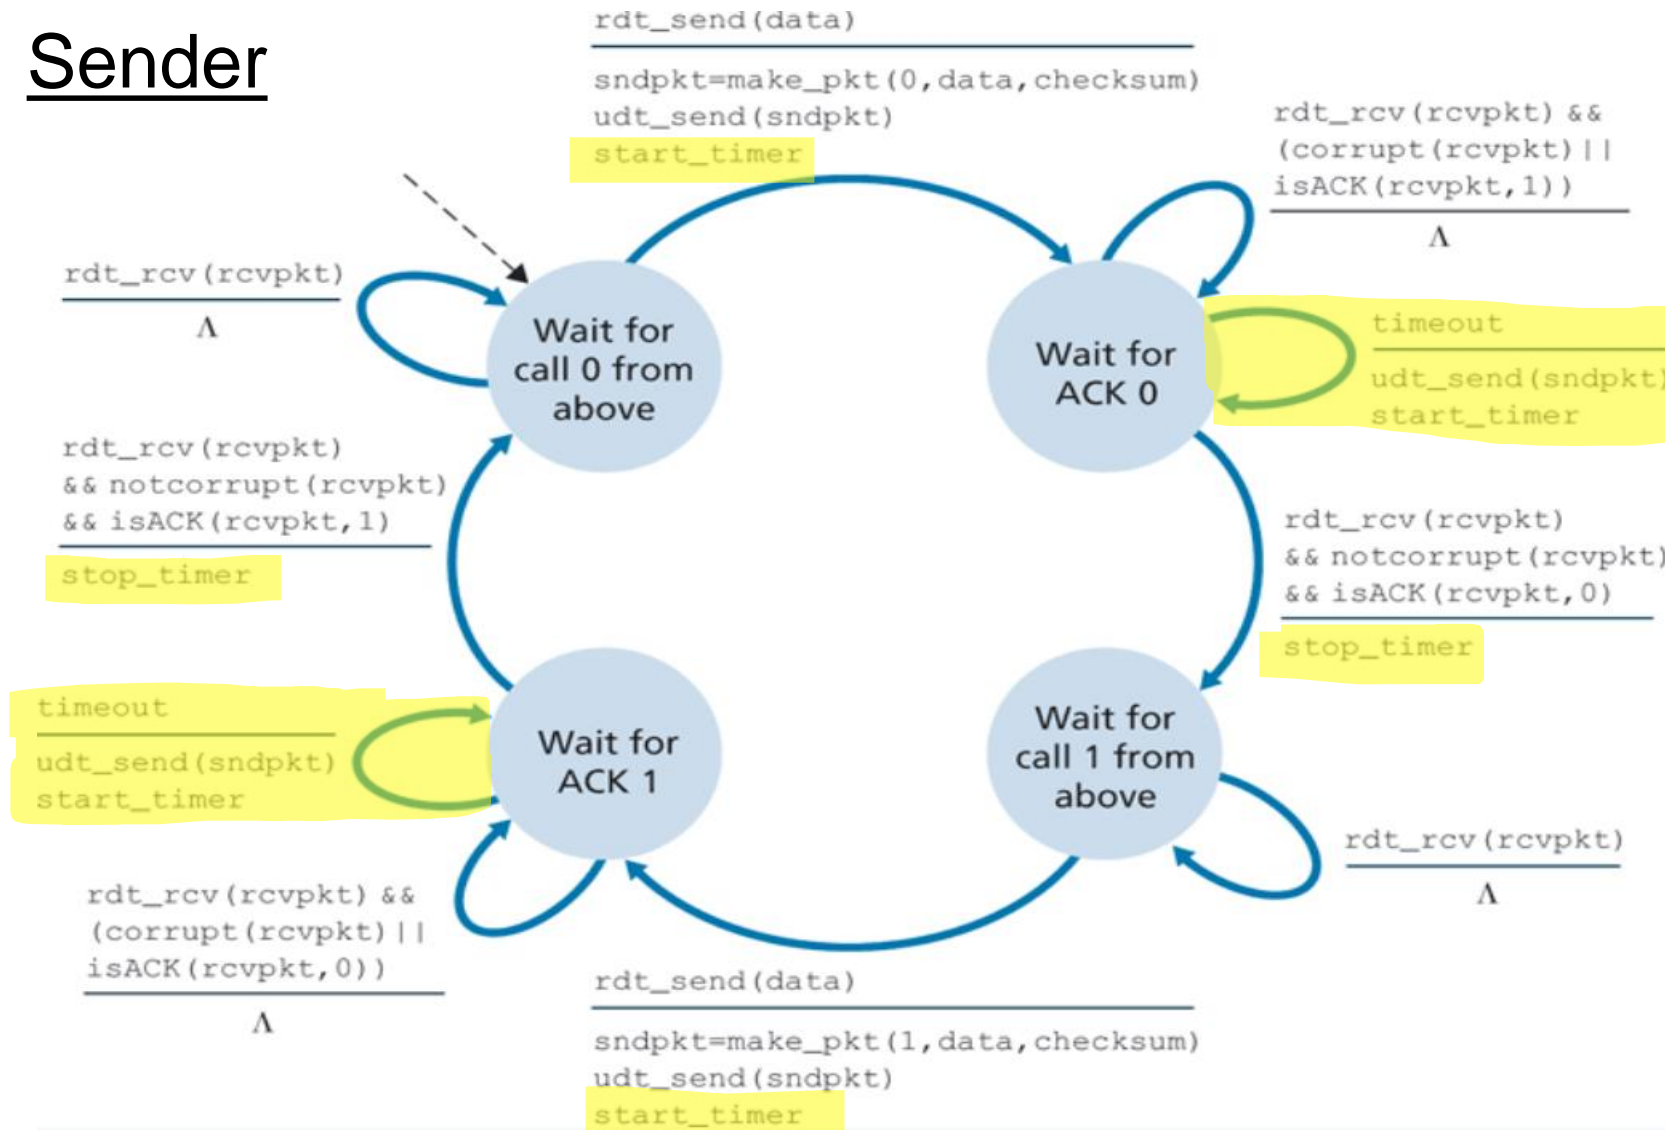 Sender
rdt_send(data)
sndpkt=make_pkt(0,data,checksum)
udt_send(sndpkt)
start_timer
rdt_rcv(rcvpkt) &&
(corrupt(rcvpkt)||
isACK(rcvpkt,1))
Λ
rdt_rcv(rcvpkt)
Λ
Wait for
call 0 from
above
Wait for
ACK 0
timeout
udt_send(sndpkt)
start_timer
rdt_rcv(rcvpkt)
&& notcorrupt(rcvpkt)
&& isACK(rcvpkt,1)
stop_timer
rdt_rcv(rcvpkt)
&& notcorrupt(rcvpkt)
&& isACK(rcvpkt,0)
stop_timer
timeout
udt_send(sndpkt)
start_timer
Wait for
ACK 1
Wait for
call 1 from
above
rdt_rcv(rcvpkt)
Λ
rdt_rcv(rcvpkt) &&
(corrupt(rcvpkt)||
isACK(rcvpkt,0))
Λ
rdt_send(data)
sndpkt=make_pkt(1,data,checksum)
udt_send(sndpkt)
start_timer